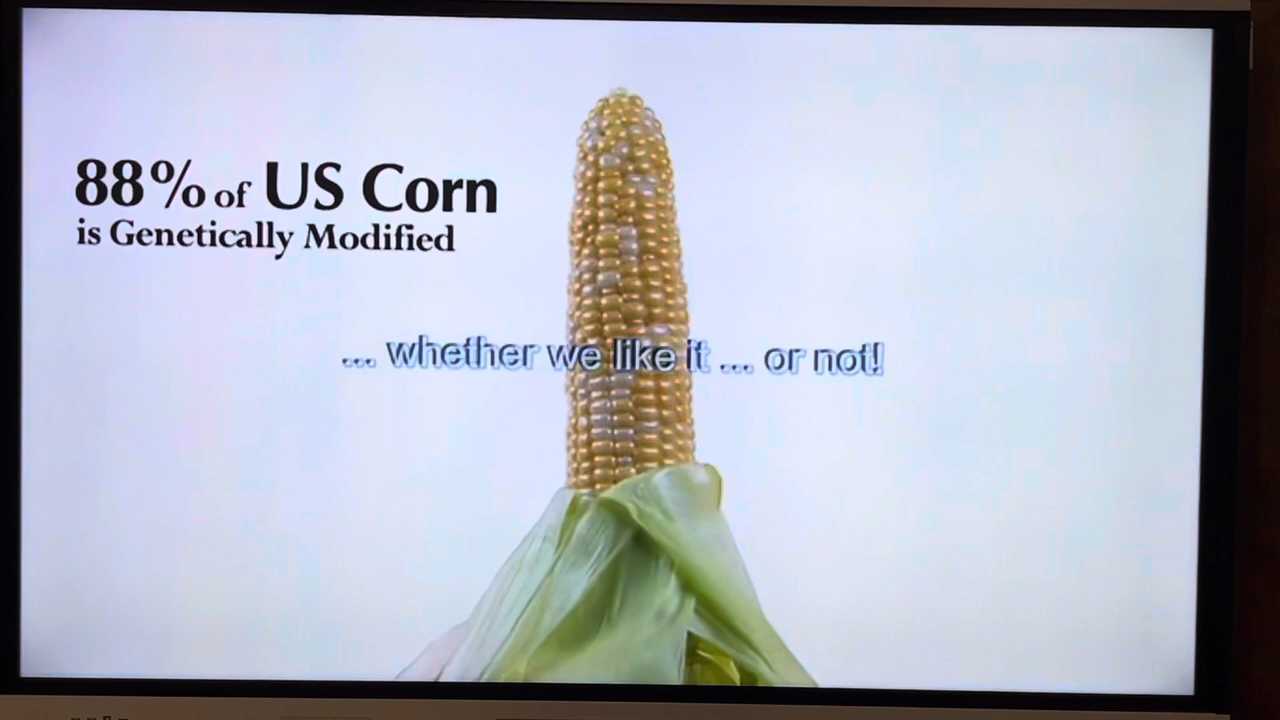 88% of US Corn
is Genetically Modified
... whether we like it ... or not!